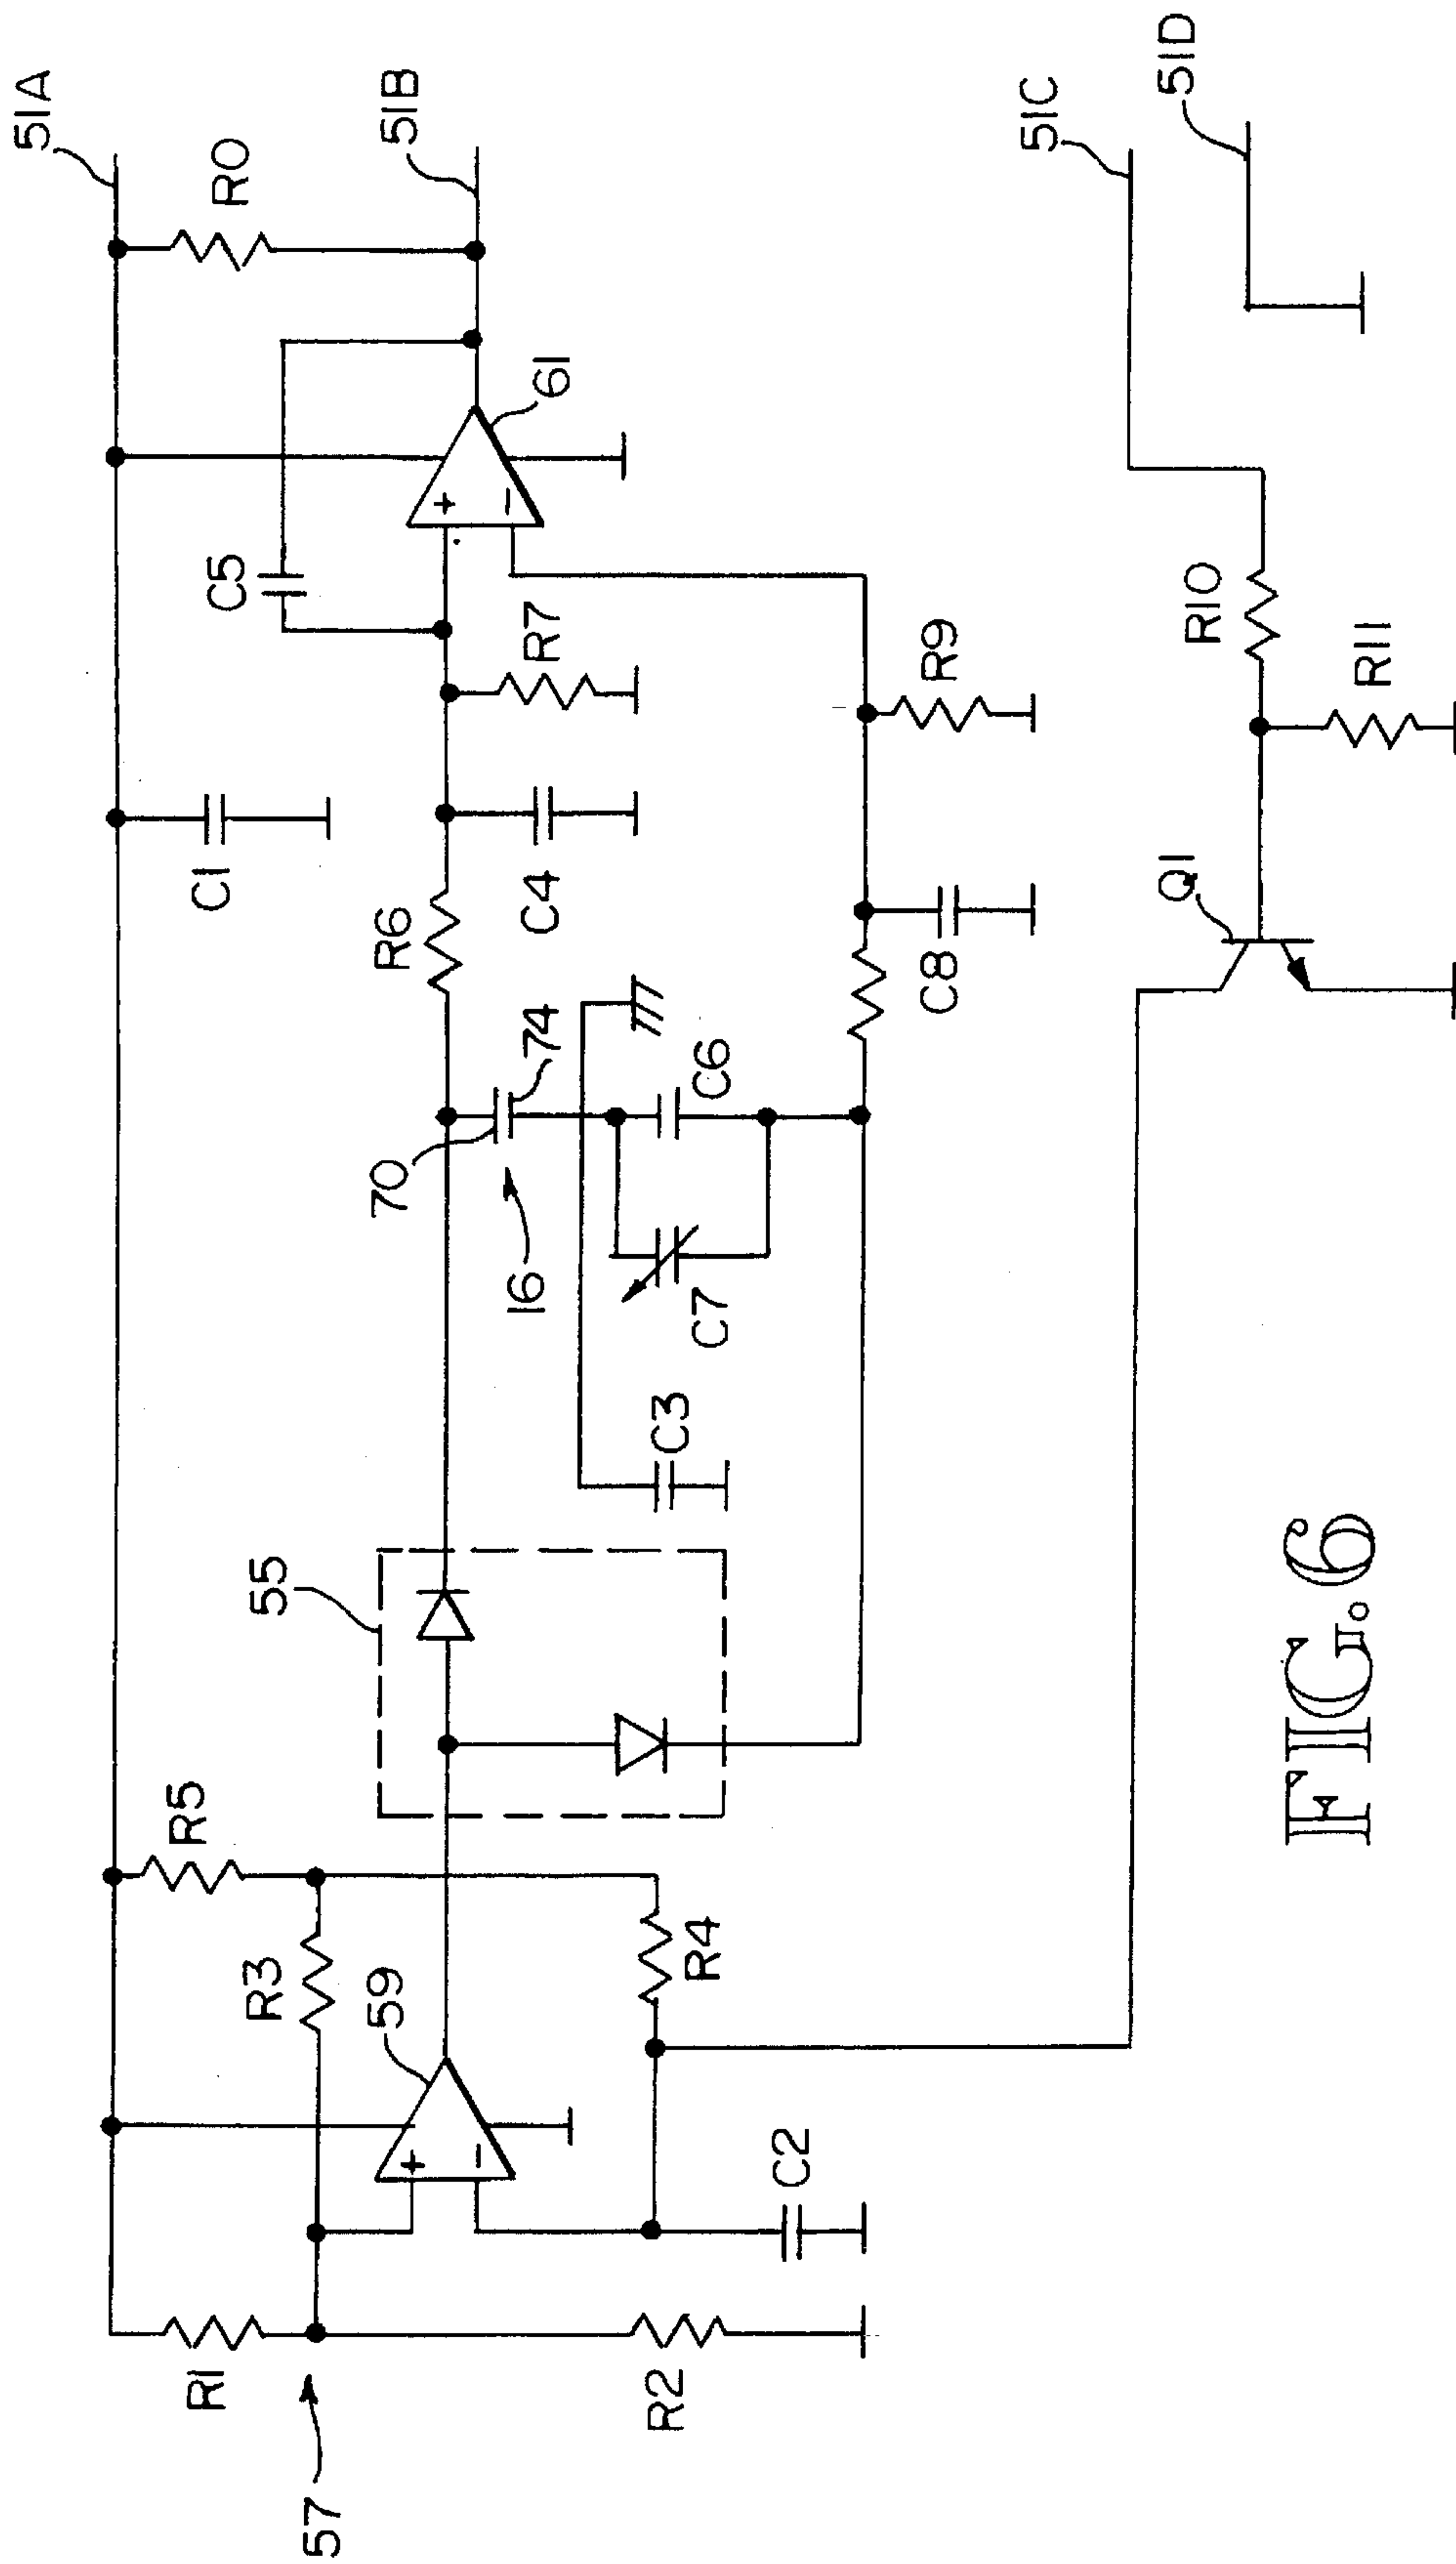 51A
R0
51B
61
C5
R7
C1
R6
C4
R9
C8
70
74
16
C6
C7
C3
55
R5
R3
59
R4
C2
R1
R2
57
51C
51D
R10
R11
Q1
+
−
+
−
FIG. 6